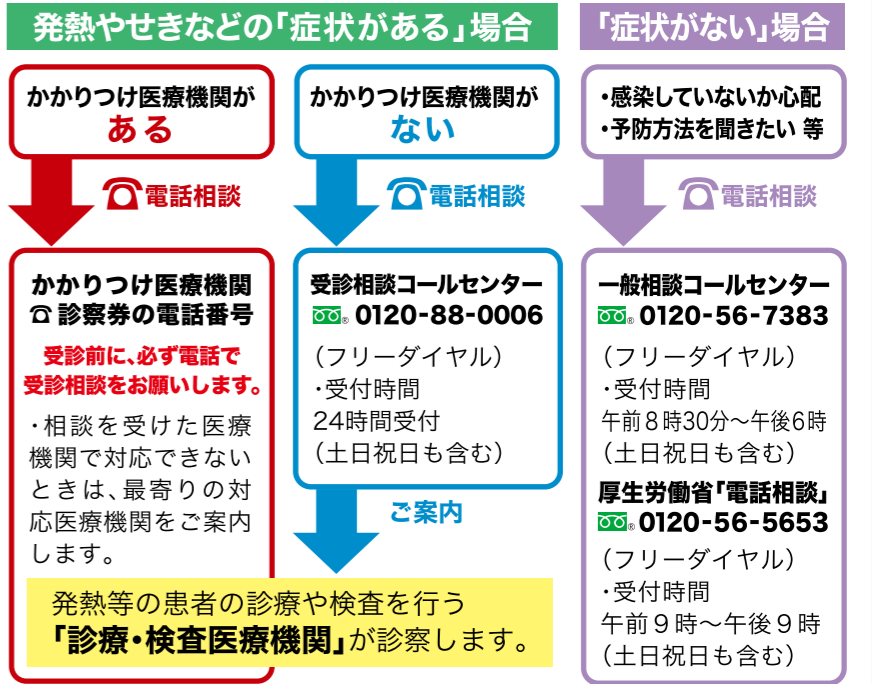 発熱やせきなどの「症状がある」場合
かかりつけ医療機関が
ある
☎電話相談
かかりつけ医療機関
☎診察券の電話番号
受診前に、必ず電話で
受診相談をお願いします。
・相談を受けた医療
機関で対応できない
ときは、最寄りの対
応医療機関をご案内
します。
かかりつけ医療機関が
ない
☎電話相談
受診相談コールセンター
0120-88-0006
（フリーダイヤル）
・受付時間
24時間受付
（土日祝日も含む）
ご案内
発熱等の患者の診療や検査を行う
「診療・検査医療機関」が診察します。
「症状がない」場合
・感染していないか心配
・予防方法を聞きたい 等
☎電話相談
一般相談コールセンター
0120-56-7383
（フリーダイヤル）
・受付時間
午前8時30分～午後6時
（土日祝日も含む）
厚生労働省「電話相談」
0120-56-5653
（フリーダイヤル）
・受付時間
午前9時～午後9時
（土日祝日も含む）